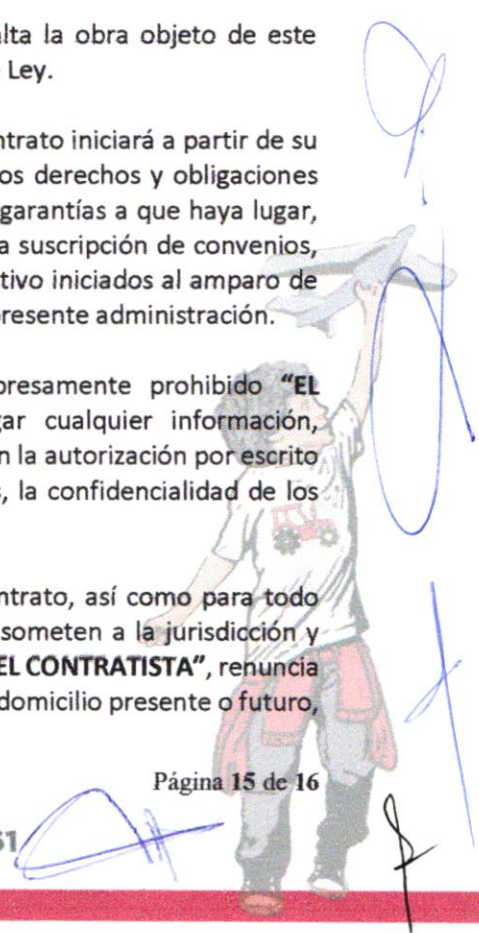 alta la obra objeto de este
Ley.
ntrato iniciará a partir de su
os derechos y obligaciones
garantías a que haya lugar,
a suscripción de convenios,
tivo iniciados al amparo de
resente administración.
presamente prohibido "EL
gar cualquier información,
n la autorización por escrito
s, la confidencialidad de los
ntrato, así como para todo
someten a la jurisdicción y
EL CONTRATISTA", renuncia
domicilio presente o futuro,
Página 15 de 16
51